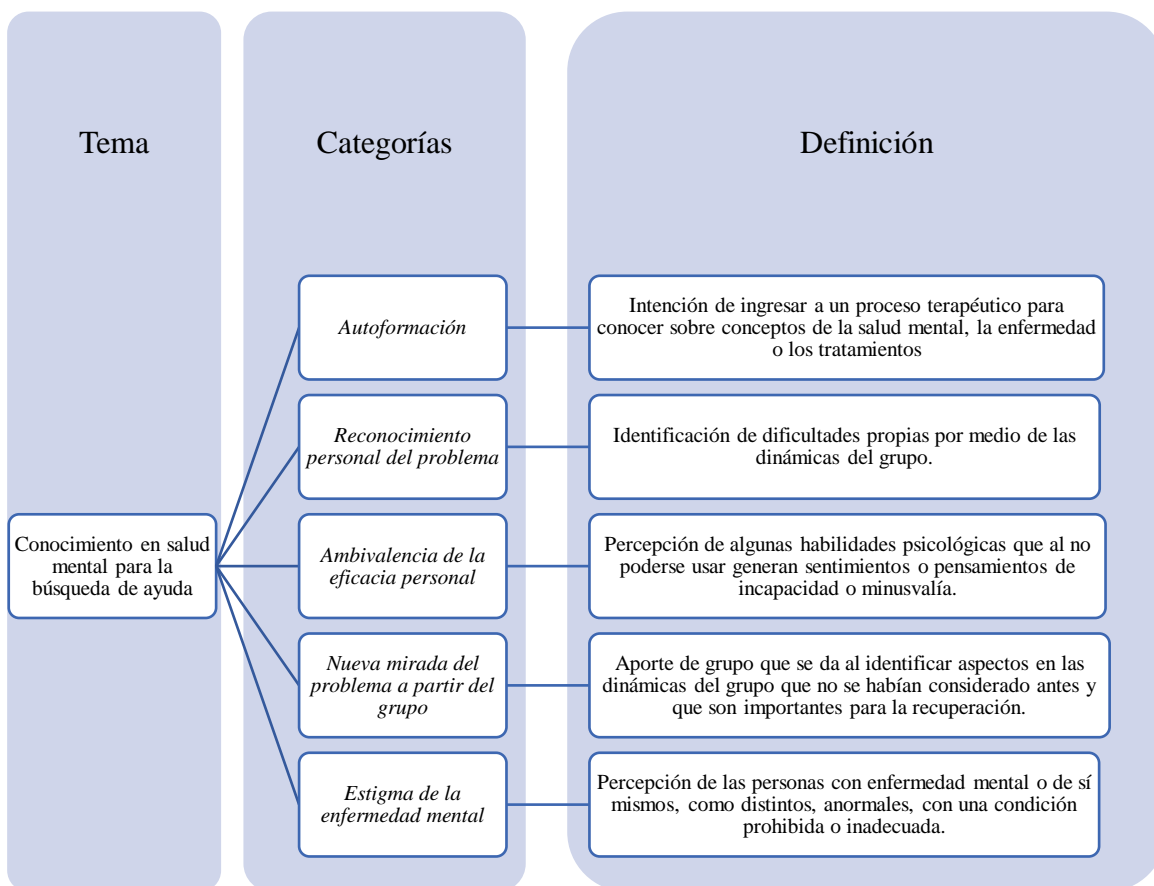 Tema
Categorías
Definición
Conocimiento en salud
mental para la
búsqueda de ayuda
Autoformación
Intención de ingresar a un proceso terapéutico para
conocer sobre conceptos de la salud mental, la enfermedad
o los tratamientos
Reconocimiento
personal del problema
Identificación de dificultades propias por medio de las
dinámicas del grupo.
Ambivalencia de la
eficacia personal
Percepción de algunas habilidades psicológicas que al no
poderse usar generan sentimientos o pensamientos de
incapacidad o minusvalía.
Nueva mirada del
problema a partir del
grupo
Aporte de grupo que se da al identificar aspectos en las
dinámicas del grupo que no se habían considerado antes y
que son importantes para la recuperación.
Estigma de la
enfermedad mental
Percepción de las personas con enfermedad mental o de sí
mismos, como distintos, anormales, con una condición
prohibida o inadecuada.